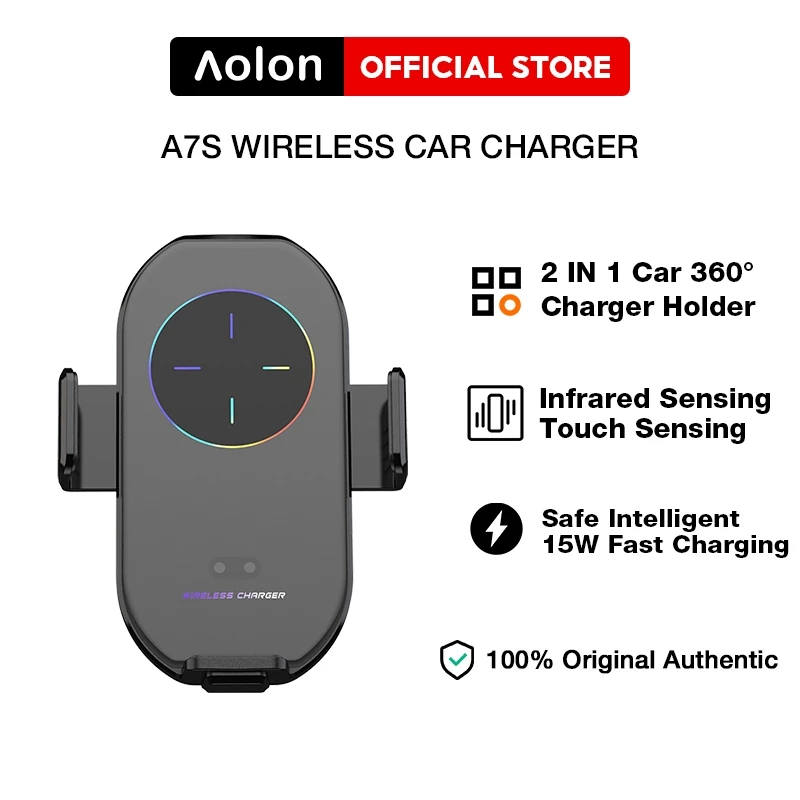 Aolon OFFICIAL STORE
A7S WIRELESS CAR CHARGER
2 IN 1 Car 360°
Charger Holder
Infrared Sensing
Touch Sensing
Safe Intelligent
15W Fast Charging
WIRELESS CHARGER
100% Original Authentic